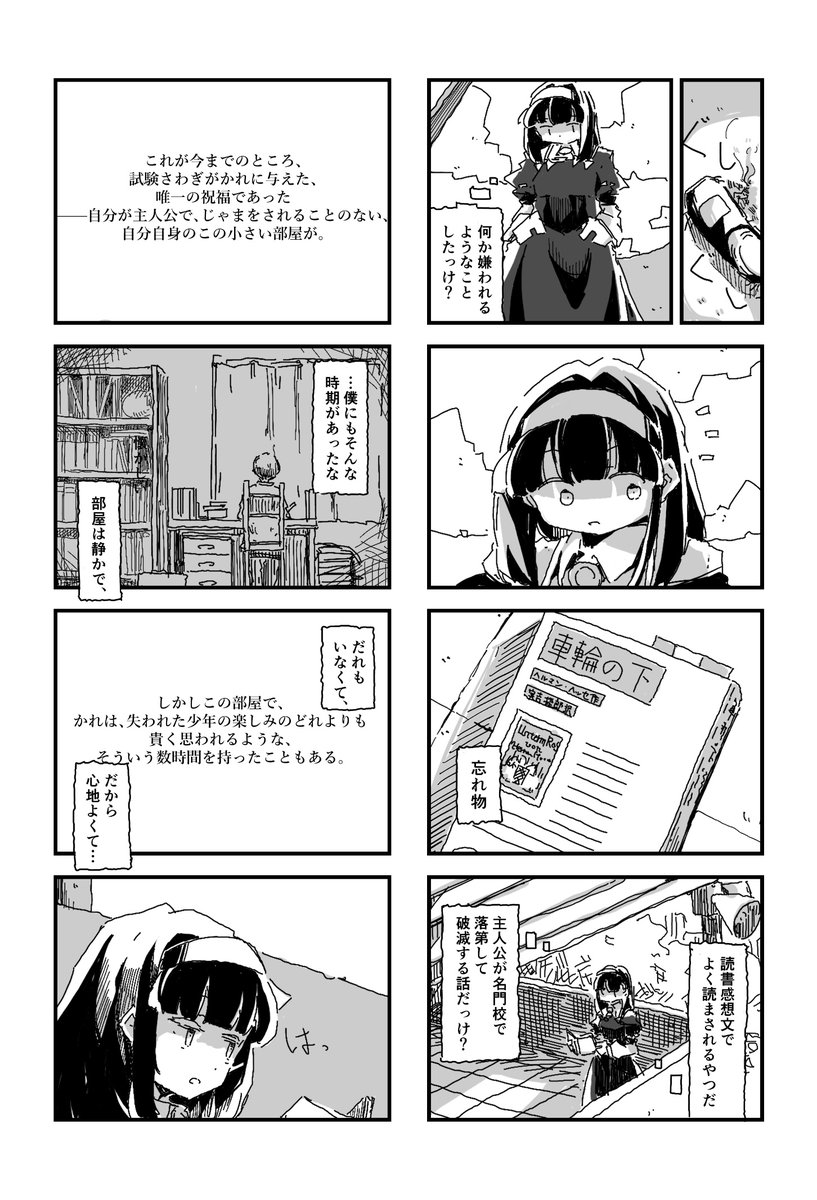 何か嫌われる
ようなこと
したっけ?
車輪の下
ヘルマン・ヘッセ作
実吉捷郎訳
忘れ物
読書感想文で
よく読まされるやつだ
主人公が名門校で
落第して
破滅する話だっけ?
これが今までのところ、
試験さわぎがかれに与えた、
唯一の祝福であった
――自分が主人公で、じゃまをされることのない、
自分自身のこの小さい部屋が。
…僕にもそんな
時期があったな
部屋は静かで、
だれも
いなくて、
しかしこの部屋で、
かれは、失われた少年の楽しみのどれよりも
貴く思われるような、
そういう数時間を持ったこともある。
だから
心地よくて…
はっ